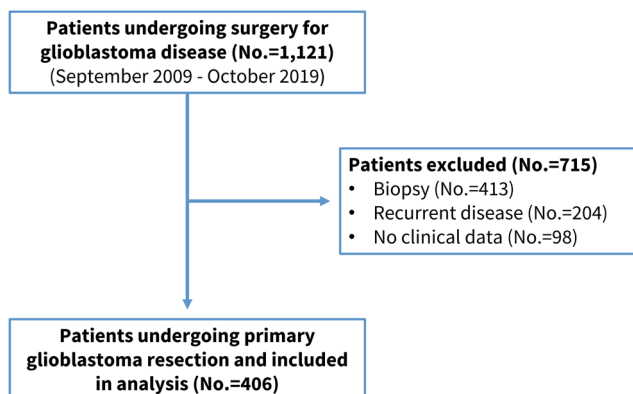 Patients undergoing surgery for
glioblastoma disease (No.=1,121)
(September 2009 - October 2019)
Patients excluded (No.=715)
• Biopsy (No.=413)
• Recurrent disease (No.=204)
• No clinical data (No.=98)
Patients undergoing primary
glioblastoma resection and included
in analysis (No.=406)